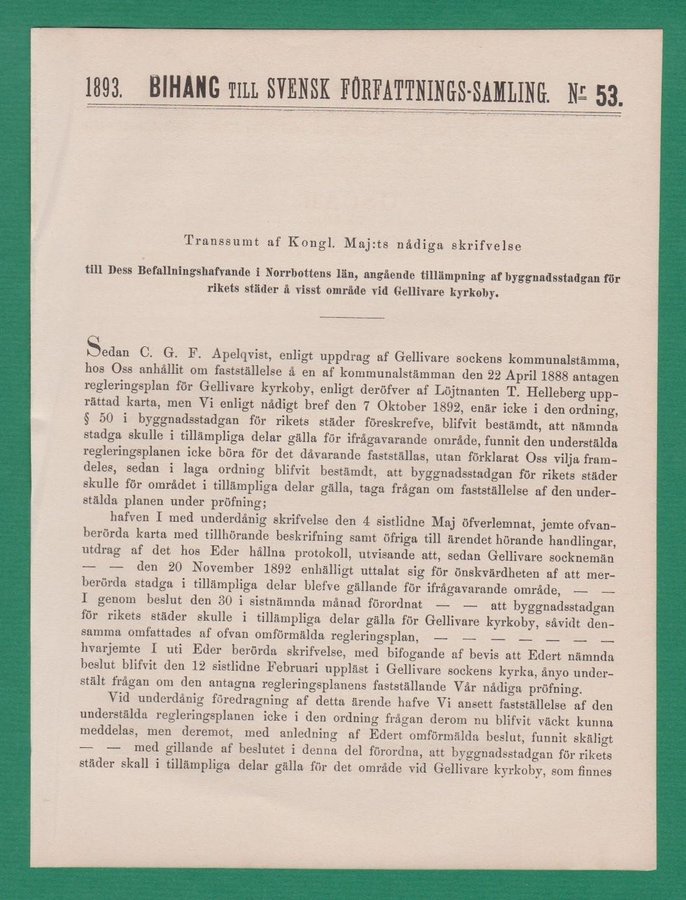 1893. BIHANG TILL SVENSK FÖRFATTNINGS-SAMLING. Nr 53.
Transsumt af Kongl. Maj:ts nådiga skrifvelse
till Dess Befallningshafvande i Norrbottens län, angående tillämpning af byggnadsstadgan för
rikets städer å visst område vid Gellivare kyrkoby.
Sedan C. G. F. Apelqvist, enligt uppdrag af Gellivare sockens kommunalstämma,
hos Oss anhållit om fastställelse å en af kommunalstämman den 22 April 1888 antagen
regleringsplan för Gellivare kyrkoby, enligt deröfver af Löjtnanten T. Helleberg upp-
rättad karta, men Vi enligt nådigt bref den 7 Oktober 1892, enär icke i den ordning,
§ 50 i byggnadsstadgan för rikets städer föreskrefve, blifvit bestämdt, att nämnda
stadga skulle i tillämpliga delar gälla för ifrågavarande område, funnit den understälda
regleringsplanen icke böra för det dåvarande fastställas, utan förklarat Oss vilja fram-
deles, sedan i laga ordning blifvit bestämdt, att byggnadsstadgan för rikets städer
skulle för området i tillämpliga delar gälla, taga frågan om fastställelse af den under-
stälda planen under pröfning;
hafven I med underdånig skrifvelse den 4 sistlidne Maj öfverlemnat, jemte ofvan-
berörda karta med tillhörande beskrifning samt öfriga till ärendet hörande handlingar,
utdrag af det hos Eder hållna protokoll, utvisande att, sedan Gellivare socknemän
— — den 20 November 1892 enhälligt uttalat sig för önskvärdheten af att mer-
berörda stadga i tillämpliga delar blefve gällande för ifrågavarande område, — —
I genom beslut den 30 i sistnämnda månad förordnat — — att byggnadsstadgan
för rikets städer skulle i tillämpliga delar gälla för Gellivare kyrkoby, såvidt den-
samma omfattades af ofvan omförmälda regleringsplan, — — — — — — —
hvarjemte I uti Eder berörda skrifvelse, med bifogande af bevis att Edert nämnda
beslut blifvit den 12 sistlidne Februari uppläst i Gellivare sockens kyrka, ånyo under-
stält frågan om den antagna regleringsplanens fastställande Vår nådiga pröfning.
Vid underdånig föredragning af detta ärende hafve Vi ansett fastställelse af den
understälda regleringsplanen icke i den ordning frågan derom nu blifvit väckt kunna
meddelas, men deremot, med anledning af Edert omförmälda beslut, funnit skäligt
— — med gillande af beslutet i denna del förordna, att byggnadsstadgan för rikets
städer skall i tillämpliga delar gälla för det område vid Gellivare kyrkoby, som finnes